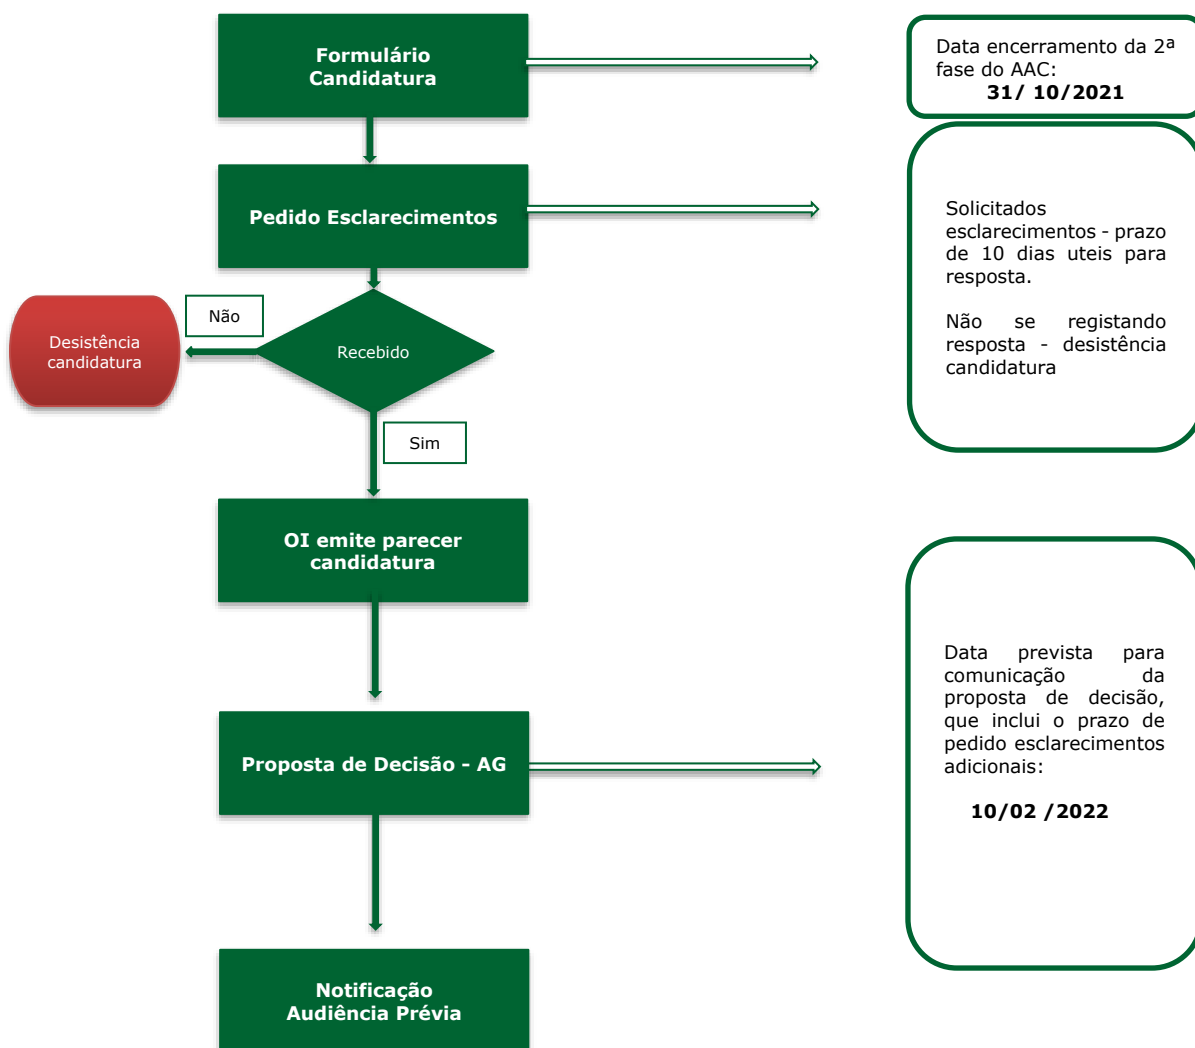 Formulário
Candidatura
Data encerramento da 2ª
fase do AAC:
31/ 10/2021
Pedido Esclarecimentos
Solicitados
esclarecimentos - prazo
de 10 dias uteis para
resposta.
Não se registando
resposta - desistência
candidatura
Não
Desistência
candidatura
Recebido
Sim
OI emite parecer
candidatura
Proposta de Decisão - AG
Data prevista para
comunicação da
proposta de decisão,
que inclui o prazo de
pedido esclarecimentos
adicionais:
10/02 /2022
Notificação
Audiência Prévia